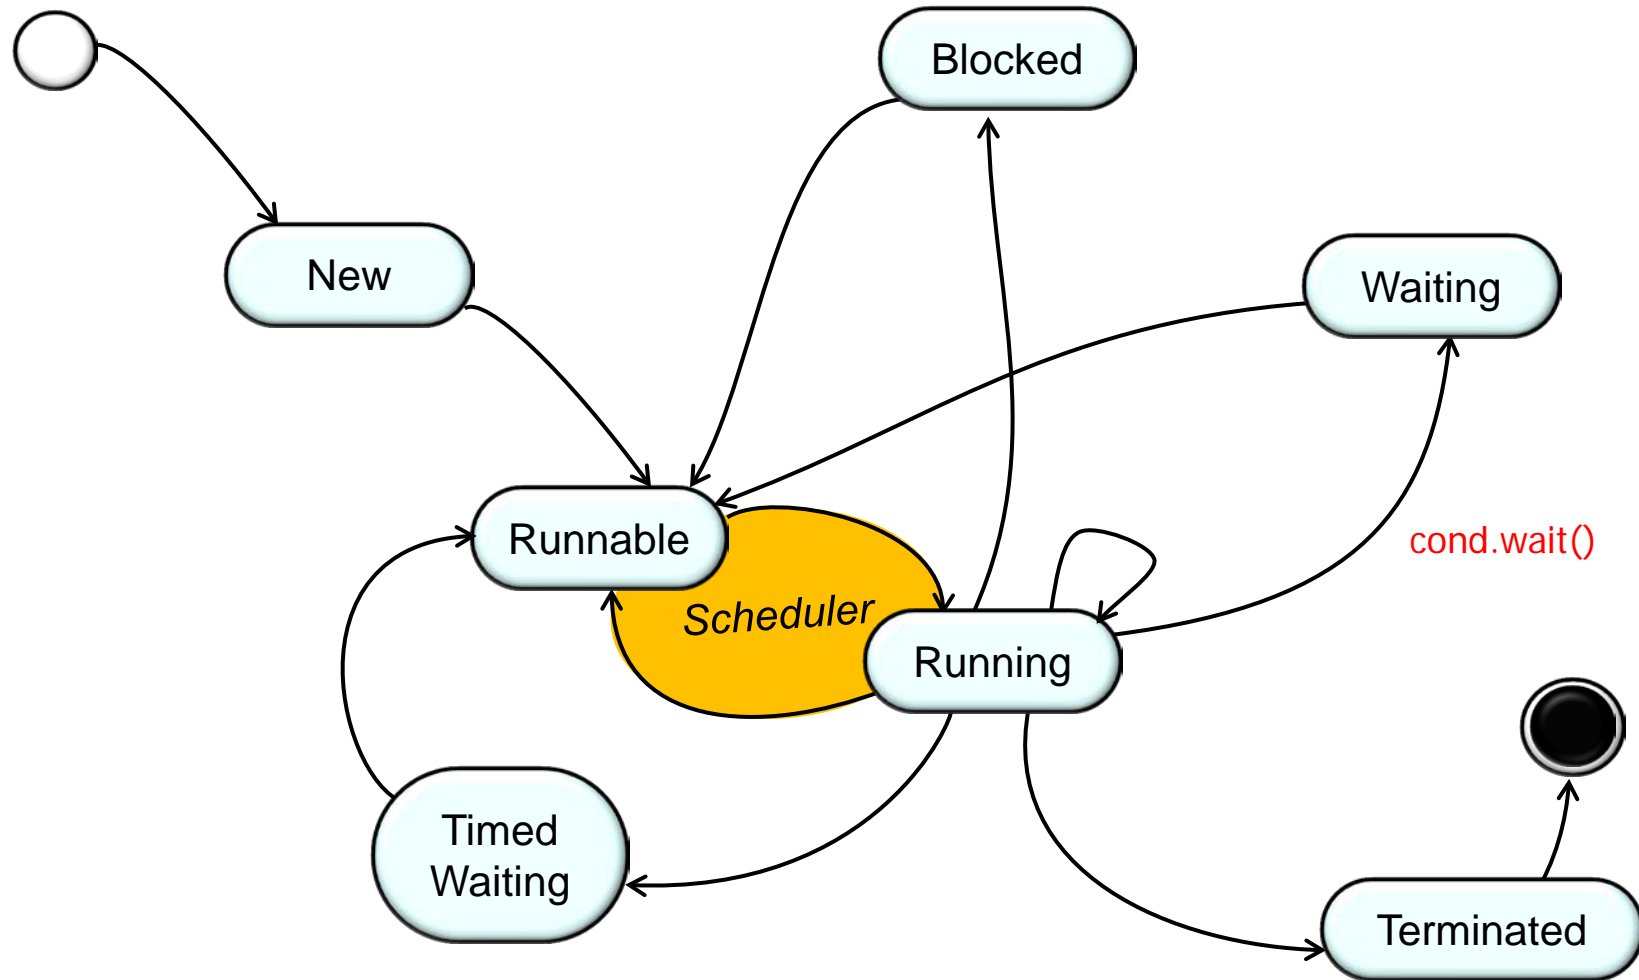 Blocked
New
Waiting
Runnable
cond.wait()
Scheduler
Running
Timed
Waiting
Terminated